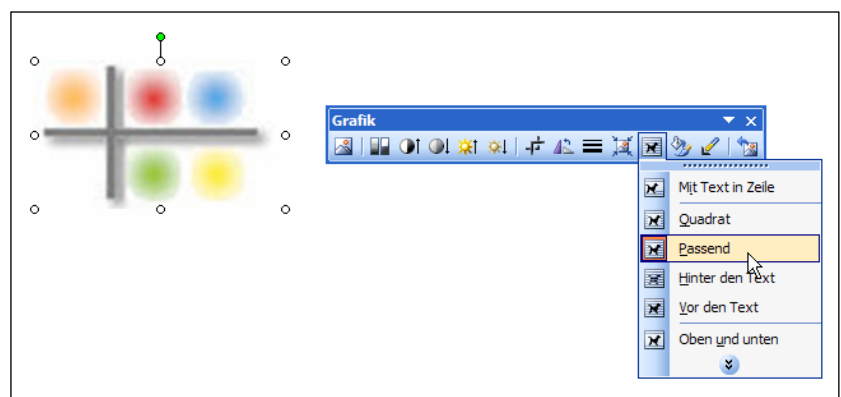 Grafik
Mit Text in Zeile
Quadrat
Passend
Hinter den Text
Vor den Text
Oben und unten